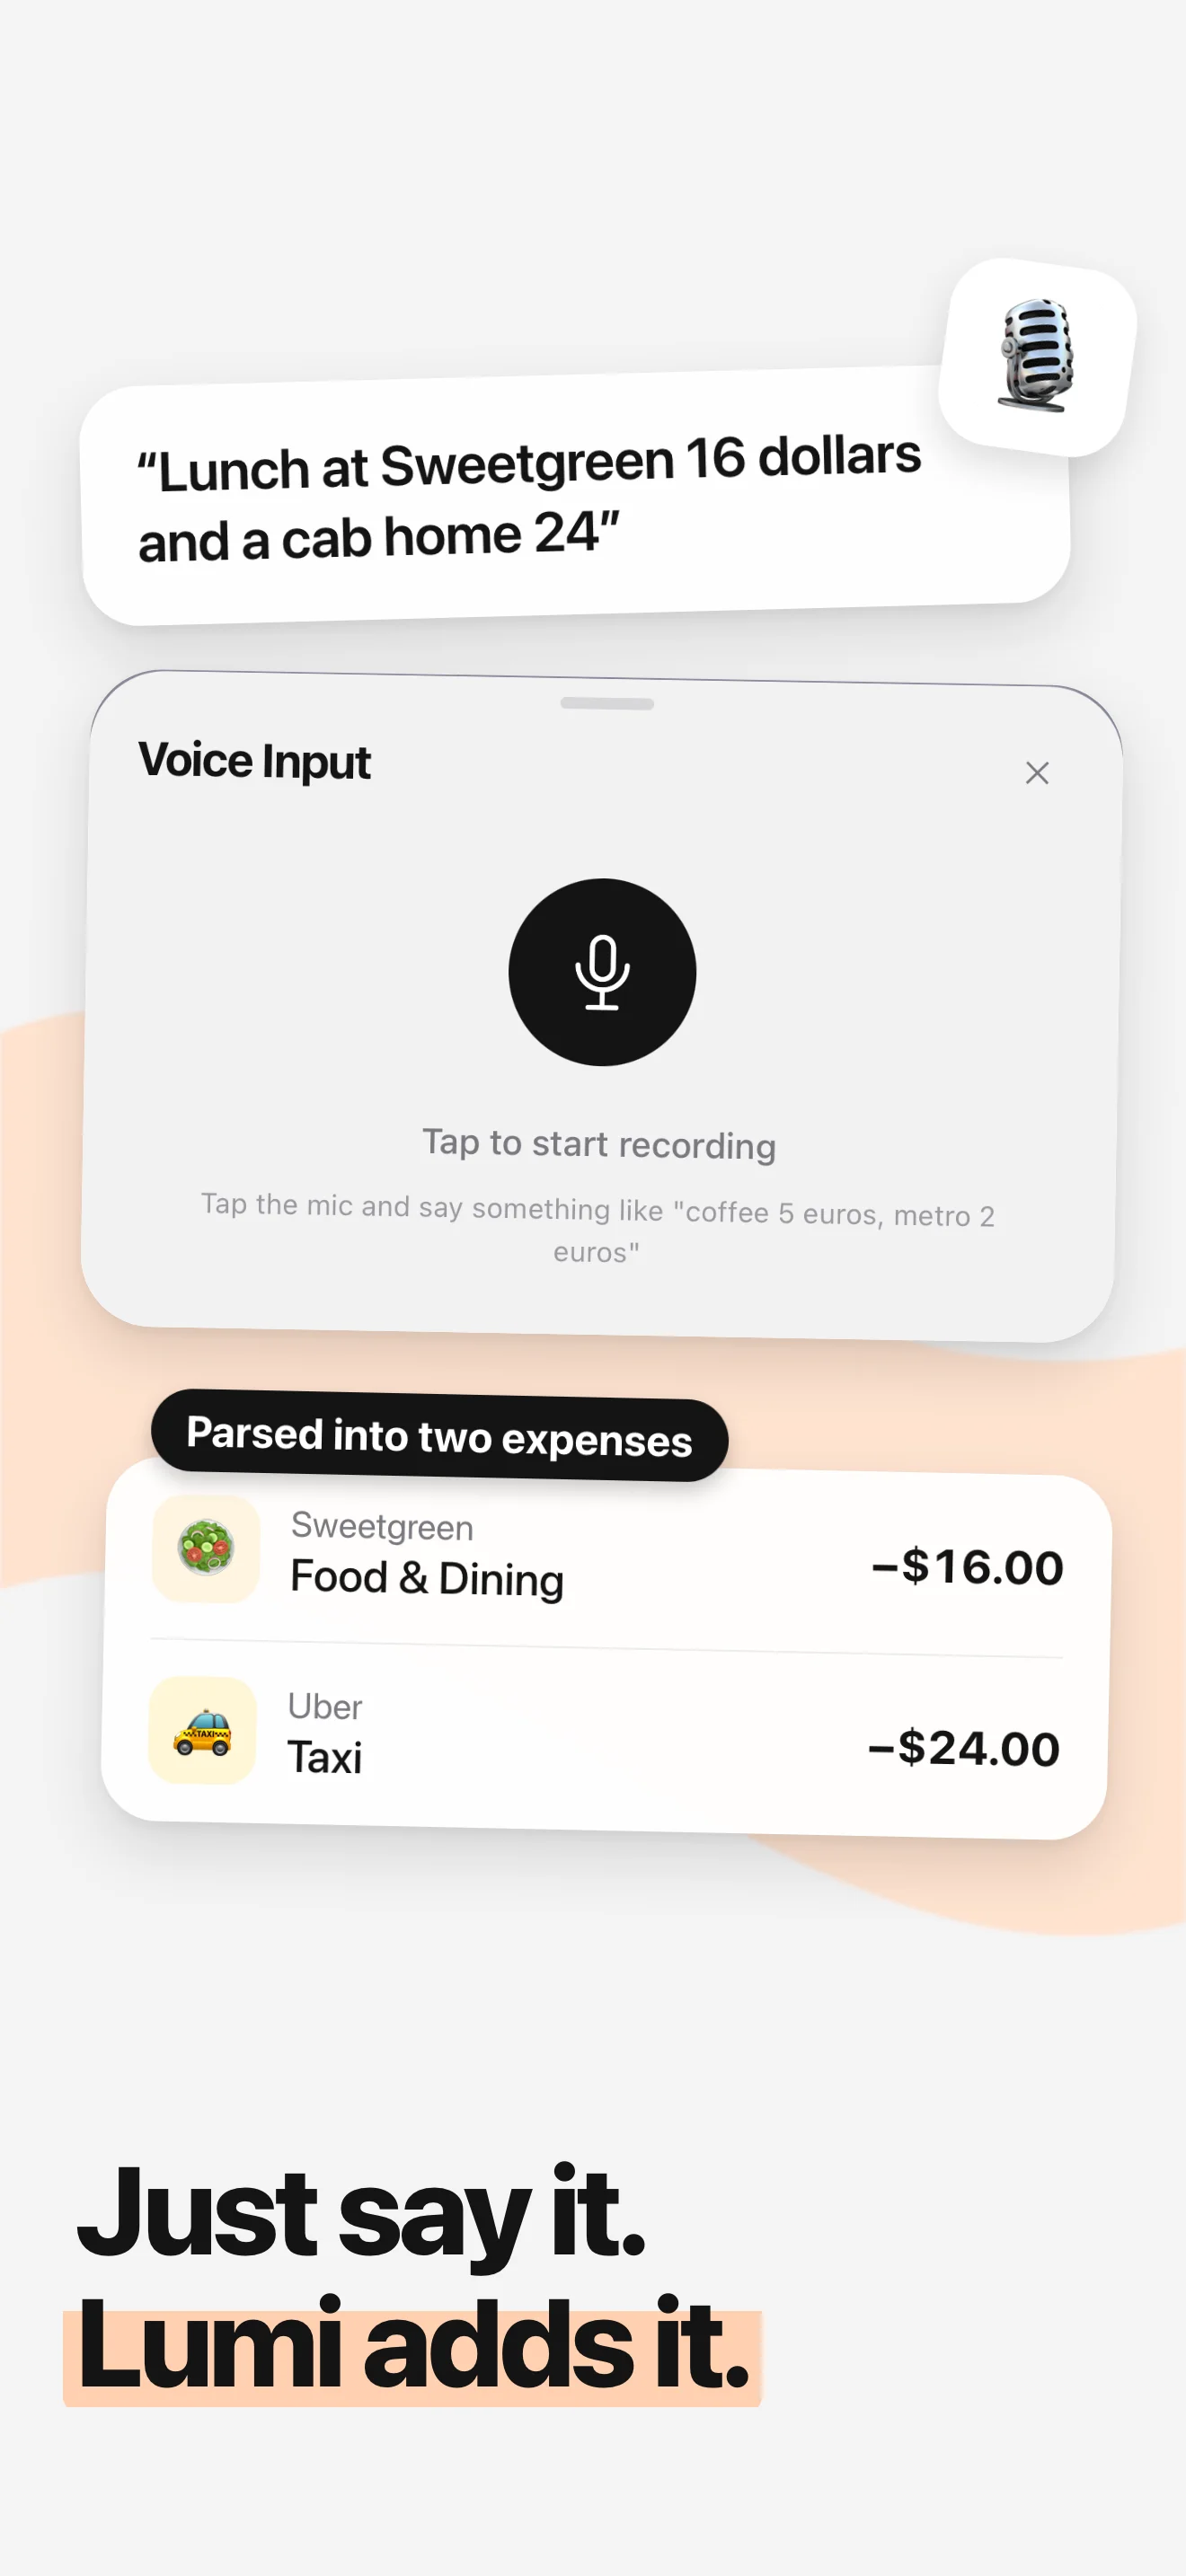 “Lunch at Sweetgreen 16 dollars
and a cab home 24”
Voice Input
Tap to start recording
Tap the mic and say something like "coffee 5 euros, metro 2
euros"
Parsed into two expenses
Sweetgreen
Food & Dining
–$16.00
TAXI
Uber
Taxi
–$24.00
Just say it.
Lumi adds it.